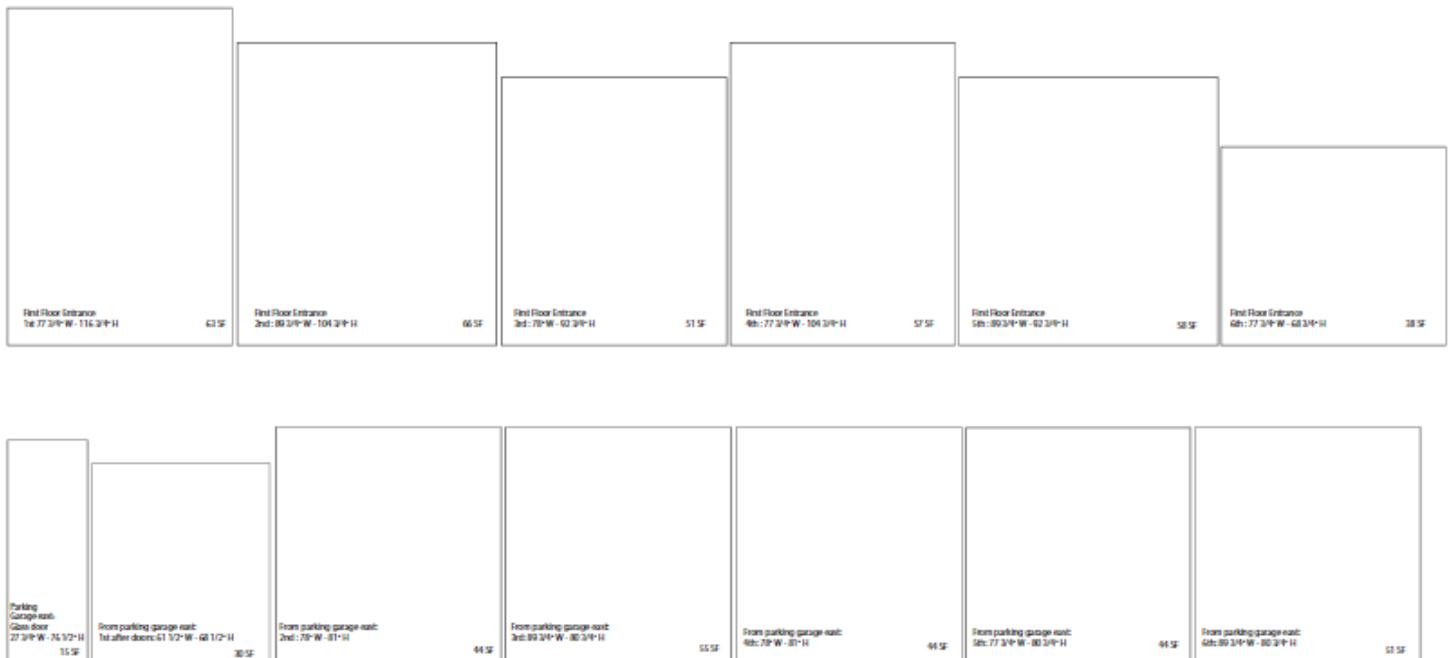 First Floor Entrance
1st 77 3/4" W - 116 3/4" H
63 SF
First Floor Entrance
2nd : 89 3/4" W - 104 3/4" H
66 SF
First Floor Entrance
3rd : 78" W - 92 3/4" H
51 SF
First Floor Entrance
4th : 77 3/4" W - 104 3/4" H
57 SF
First Floor Entrance
5th : 89 3/4" W - 92 3/4" H
58 SF
First Floor Entrance
6th : 77 3/4" W - 68 3/4" H
38 SF
Parking
Garage east:
Glass door
27 3/4" W - 76 1/2" H
15 SF
From parking garage east:
1st after doors: 61 1/2" W - 68 1/2" H
30 SF
From parking garage east:
2nd : 78" W - 81" H
44 SF
From parking garage east:
3rd: 89 3/4" W - 80 3/4" H
55 SF
From parking garage east:
4th: 78" W - 81" H
44 SF
From parking garage east:
5th: 77 3/4" W - 80 3/4" H
44 SF
From parking garage east:
6th: 89 3/4" W - 80 3/4" H
51 SF